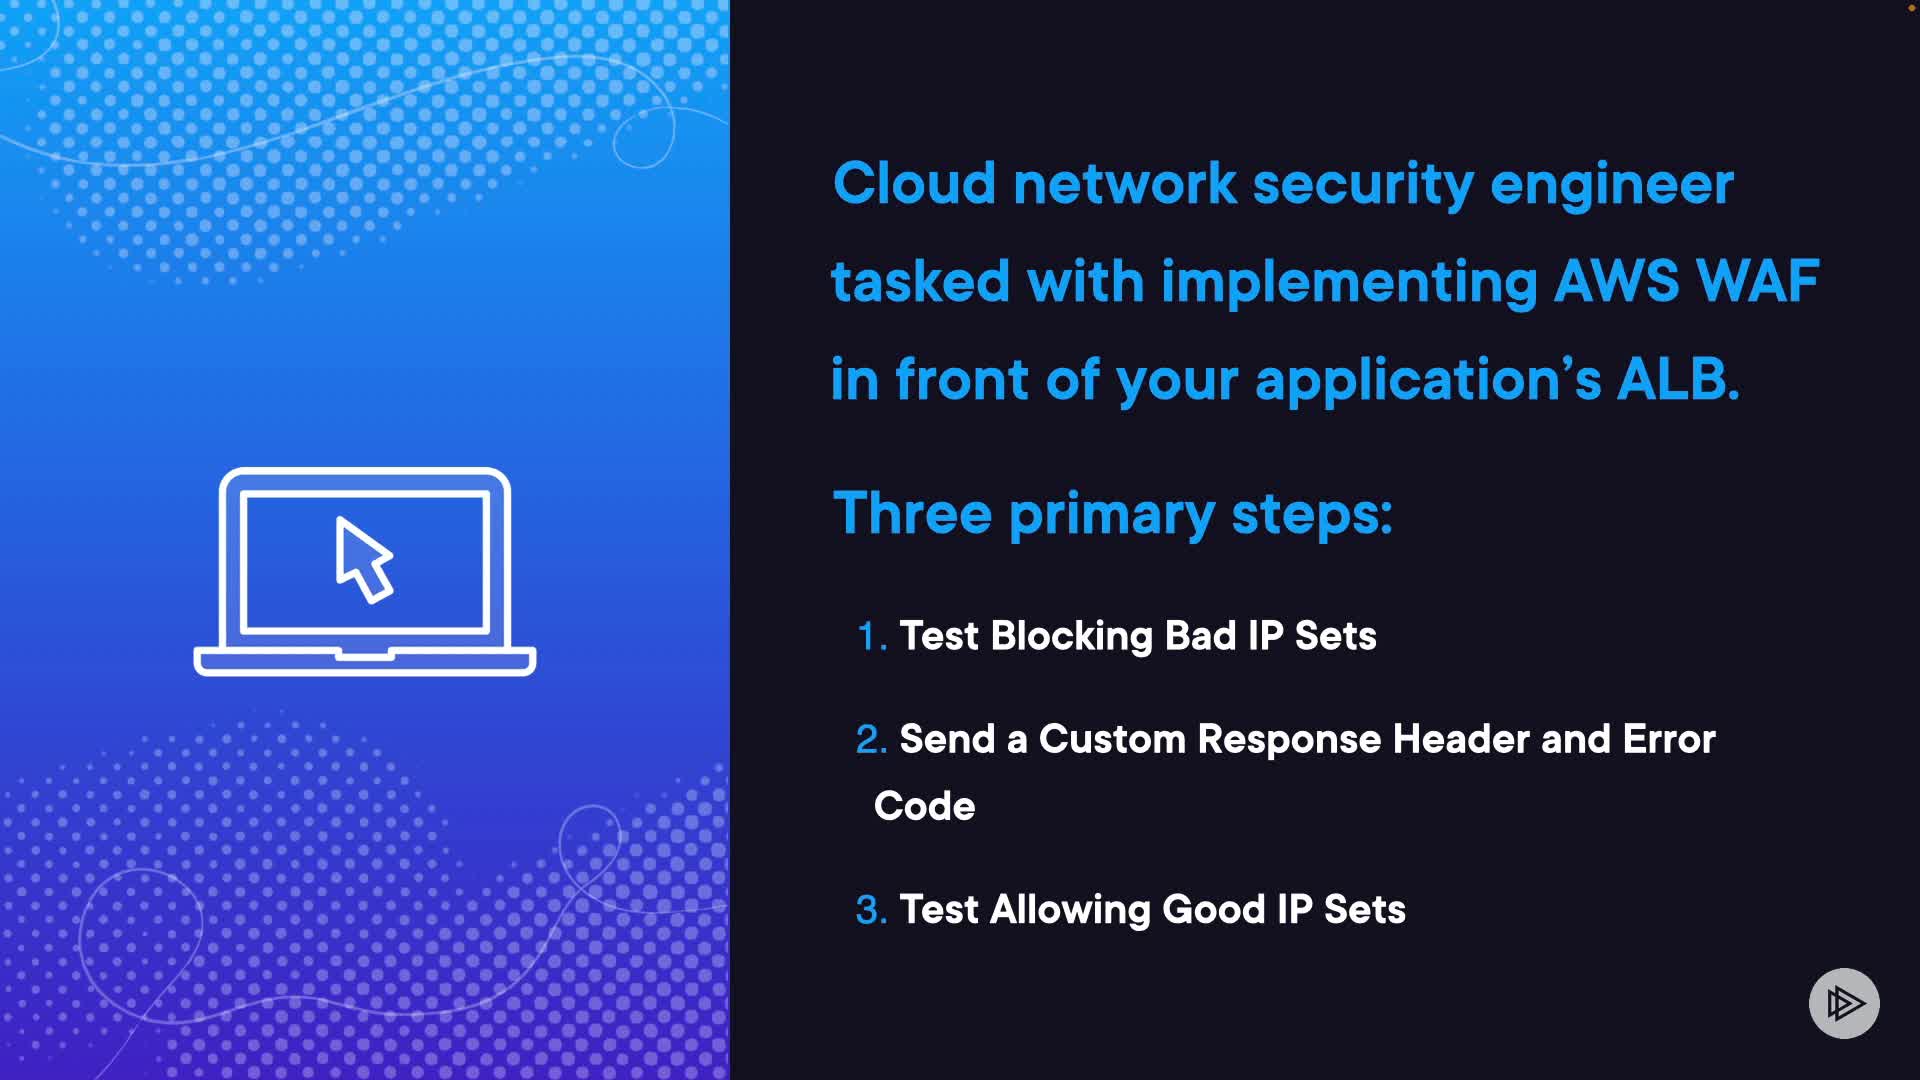 Cloud network security engineer
tasked with implementing AWS WAF
in front of your application’s ALB.
Three primary steps:
1. Test Blocking Bad IP Sets
2. Send a Custom Response Header and Error
Code
3. Test Allowing Good IP Sets